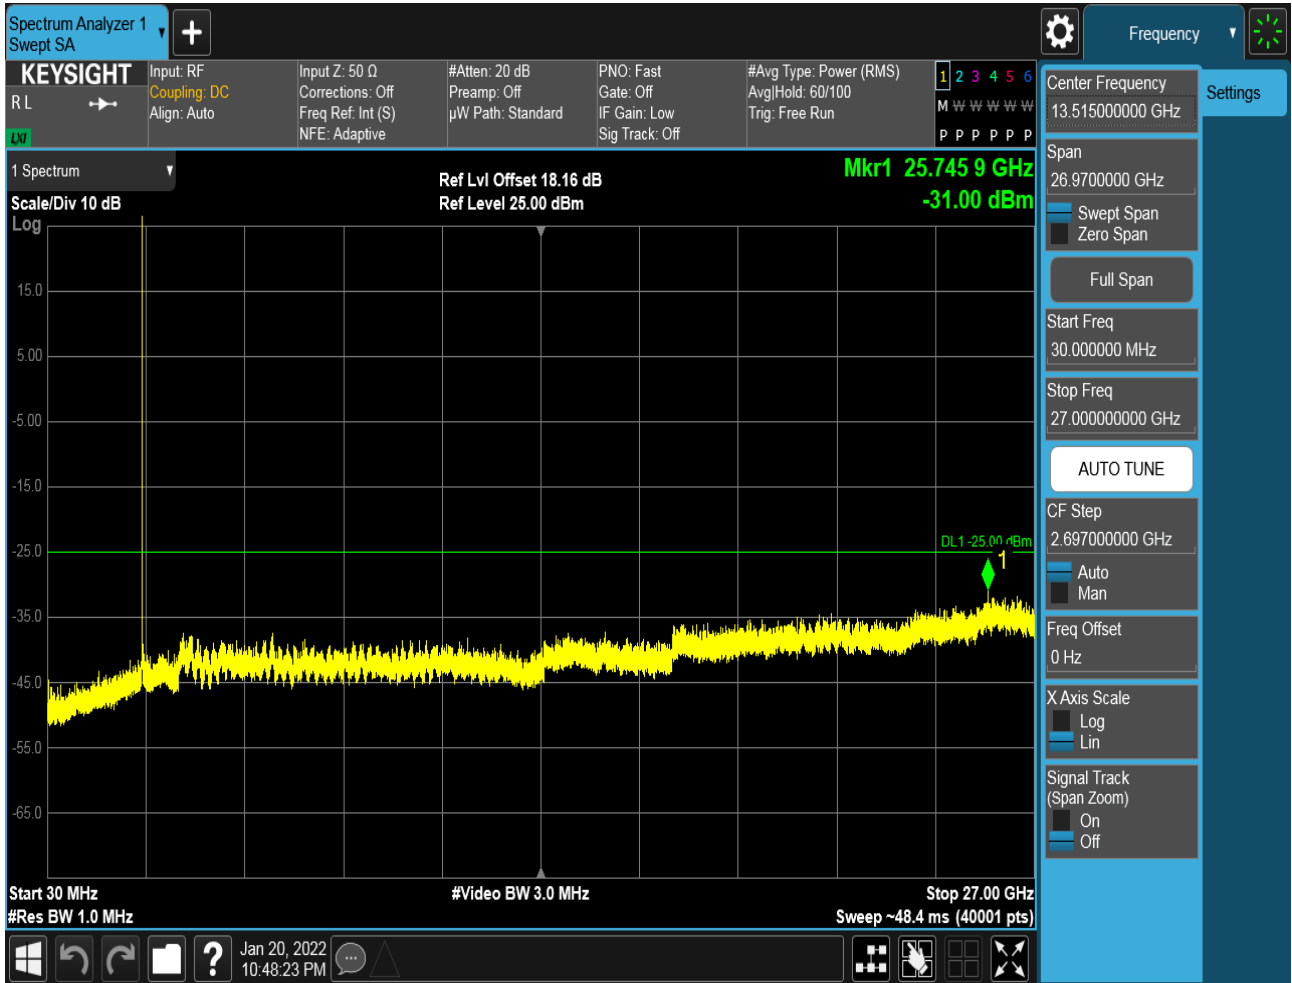 Spectrum Analyzer 1
Swept SA
Frequency
KEYSIGHT
R L
LXI
Input: RF
Coupling: DC
Align: Auto
Input Z: 50 Ω
Corrections: Off
Freq Ref: Int (S)
NFE: Adaptive
#Atten: 20 dB
Preamp: Off
µW Path: Standard
PNO: Fast
Gate: Off
IF Gain: Low
Sig Track: Off
#Avg Type: Power (RMS)
Avg|Hold: 60/100
Trig: Free Run
1 2 3 4 5 6
M W W W W W
P P P P P P
Center Frequency
13.515000000 GHz
Settings
Span
26.9700000 GHz
Swept Span
Zero Span
Full Span
Start Freq
30.000000 MHz
Stop Freq
27.000000000 GHz
AUTO TUNE
CF Step
2.697000000 GHz
Auto
Man
Freq Offset
0 Hz
X Axis Scale
Log
Lin
Signal Track
(Span Zoom)
On
Off
1 Spectrum
Scale/Div 10 dB
Log
Ref Lvl Offset 18.16 dB
Ref Level 25.00 dBm
Mkr1 25.745 9 GHz
-31.00 dBm
15.0
5.00
-5.00
-15.0
-25.0
-35.0
-45.0
-55.0
-65.0
DL1 -25.00 dBm
1
Start 30 MHz
#Video BW 3.0 MHz
Stop 27.00 GHz
#Res BW 1.0 MHz
Sweep ~48.4 ms (40001 pts)
?
Jan 20, 2022
10:48:23 PM